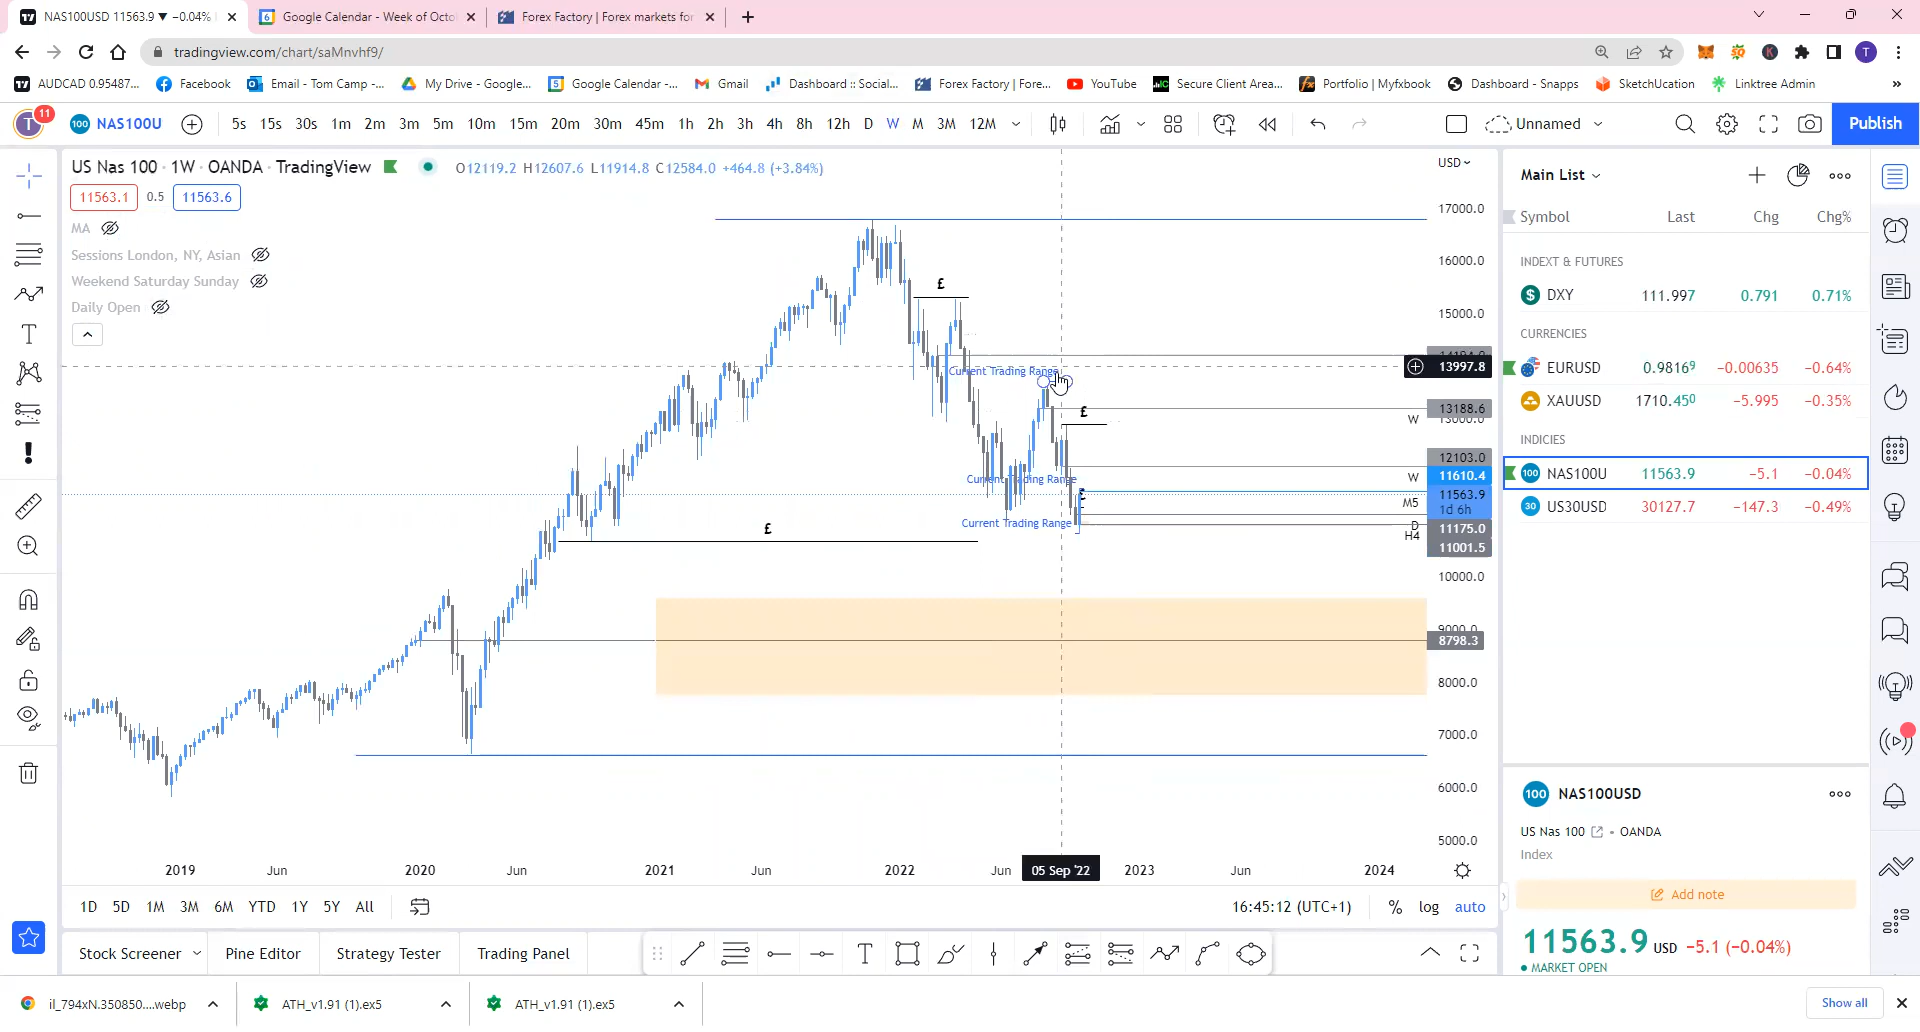 NAS100USD 11563.9 ▼ −0.04%
Google Calendar - Week of Octo
Forex Factory | Forex markets for
tradingview.com/chart/saMnvhf9/
T
AUDCAD 0.95487...
Facebook
Email - Tom Camp -...
My Drive - Google...
Google Calendar -...
Gmail
Dashboard :: Social...
Forex Factory | Fore...
YouTube
Secure Client Area...
Portfolio | Myfxbook
Dashboard - Snapps
SketchUcation
Linktree Admin
»
T 11
100 NAS100U
5s 15s 30s 1m 2m 3m 5m 10m 15m 20m 30m 45m 1h 2h 3h 4h 8h 12h D W M 3M 12M
Unnamed
Publish
US Nas 100 · 1W · OANDA · TradingView
O12119.2 H12607.6 L11914.8 C12584.0 +464.8 (+3.84%)
11563.1 0.5 11563.6
MA
Sessions London, NY, Asian
Weekend Saturday Sunday
Daily Open
USD
17000.0
16000.0
£
15000.0
Current Trading Range
13997.8
£
13188.6
W
13000.0
12103.0
Current Trading Range
W
11610.4
£
11563.9
M5
1d 6h
Current Trading Range
D
11175.0
£
H4
11001.5
10000.0
9000.0
8798.3
8000.0
7000.0
6000.0
5000.0
2019 Jun 2020 Jun 2021 Jun 2022 Jun 05 Sep '22 2023 Jun 2024
1D 5D 1M 3M 6M YTD 1Y 5Y All
16:45:12 (UTC+1)
% log auto
Stock Screener
Pine Editor
Strategy Tester
Trading Panel
Main List
Symbol Last Chg Chg%
INDEXT & FUTURES
DXY 111.997 0.791 0.71%
CURRENCIES
EURUSD 0.98169 −0.00635 −0.64%
XAUUSD 1710.450 −5.995 −0.35%
INDICIES
100 NAS100U 11563.9 −5.1 −0.04%
30 US30USD 30127.7 −147.3 −0.49%
100 NAS100USD
US Nas 100 • OANDA
Index
Add note
11563.9 USD −5.1 (−0.04%)
MARKET OPEN
il_794xN.350850....webp
ATH_v1.91 (1).ex5
ATH_v1.91 (1).ex5
Show all